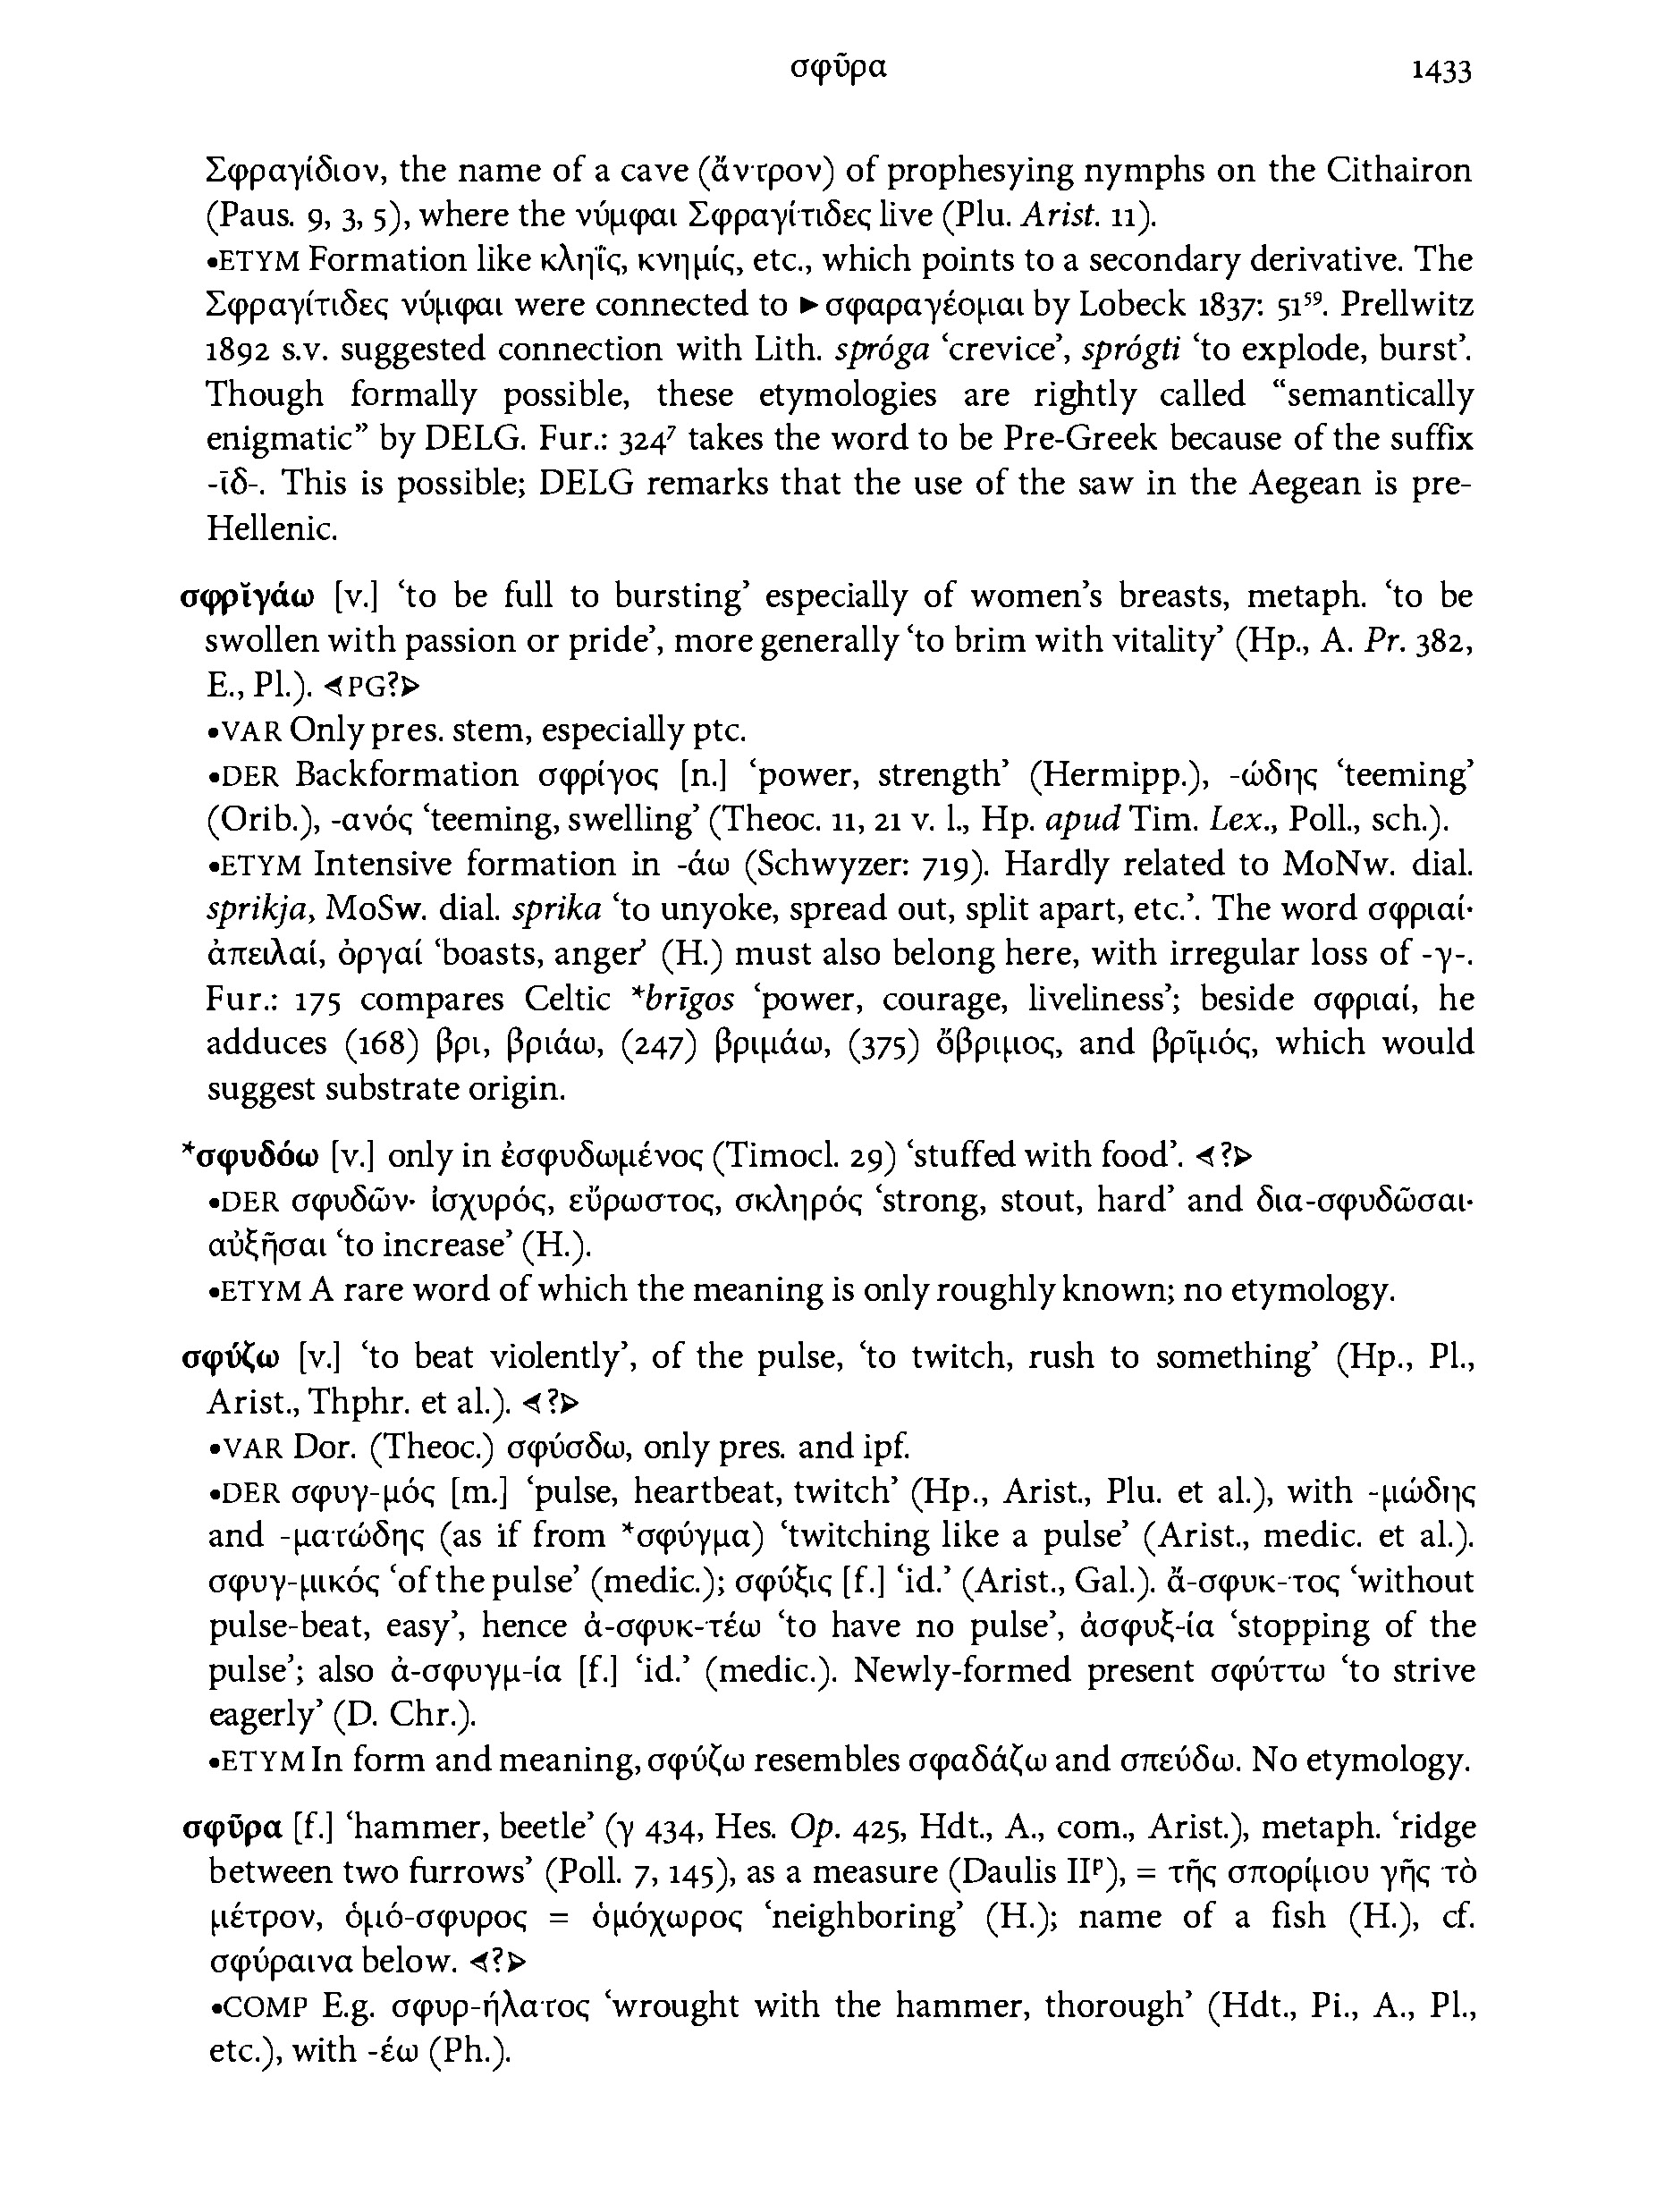 σφῦρα 1433
Σφραγίδιον, the name of a cave (ἄντρον) of prophesying nymphs on the Cithairon
(Paus. 9, 3, 5), where the νύμφαι Σφραγίτιδες live (Plu. Arist. 11).
•ETYM Formation like κληΐς, κνημίς, etc., which points to a secondary derivative. The
Σφραγίτιδες νύμφαι were connected to ►σφαραγέομαι by Lobeck 1837: 51⁵⁹. Prellwitz
1892 s.v. suggested connection with Lith. spróga ‘crevice’, sprógti ‘to explode, burst’.
Though formally possible, these etymologies are rightly called “semantically
enigmatic” by DELG. Fur.: 324⁷ takes the word to be Pre-Greek because of the suffix
-ῑδ-. This is possible; DELG remarks that the use of the saw in the Aegean is pre-
Hellenic.
σφρῐγάω [v.] ‘to be full to bursting’ especially of women’s breasts, metaph. ‘to be
swollen with passion or pride’, more generally ‘to brim with vitality’ (Hp., A. Pr. 382,
E., Pl.). ⊲PG?⊳
•VAR Only pres. stem, especially ptc.
•DER Backformation σφρίγος [n.] ‘power, strength’ (Hermipp.), -ώδης ‘teeming’
(Orib.), -ανός ‘teeming, swelling’ (Theoc. 11, 21 v. l., Hp. apud Tim. Lex., Poll., sch.).
•ETYM Intensive formation in -άω (Schwyzer: 719). Hardly related to MoNw. dial.
sprikja, MoSw. dial. sprika ‘to unyoke, spread out, split apart, etc.’. The word σφριαί·
ἀπειλαί, ὀργαί ‘boasts, anger’ (H.) must also belong here, with irregular loss of -γ-.
Fur.: 175 compares Celtic *brīgos ‘power, courage, liveliness’; beside σφριαί, he
adduces (168) βρι, βριάω, (247) βριμάω, (375) ὄβριμος, and βρῑμός, which would
suggest substrate origin.
*σφυδόω [v.] only in ἐσφυδωμένος (Timocl. 29) ‘stuffed with food’. ⊲?⊳
•DER σφυδῶν· ἰσχυρός, εὔρωστος, σκληρός ‘strong, stout, hard’ and δια-σφυδῶσαι·
αὐξῆσαι ‘to increase’ (H.).
•ETYM A rare word of which the meaning is only roughly known; no etymology.
σφύζω [v.] ‘to beat violently’, of the pulse, ‘to twitch, rush to something’ (Hp., Pl.,
Arist., Thphr. et al.). ⊲?⊳
•VAR Dor. (Theoc.) σφύσδω, only pres. and ipf.
•DER σφυγ-μός [m.] ‘pulse, heartbeat, twitch’ (Hp., Arist., Plu. et al.), with -μώδης
and -ματώδης (as if from *σφύγμα) ‘twitching like a pulse’ (Arist., medic. et al.).
σφυγ-μικός ‘of the pulse’ (medic.); σφύξις [f.] ‘id.’ (Arist., Gal.). ἄ-σφυκ-τος ‘without
pulse-beat, easy’, hence ἀ-σφυκ-τέω ‘to have no pulse’, ἀσφυξ-ία ‘stopping of the
pulse’; also ἀ-σφυγμ-ία [f.] ‘id.’ (medic.). Newly-formed present σφύττω ‘to strive
eagerly’ (D. Chr.).
•ETYM In form and meaning, σφύζω resembles σφαδάζω and σπεύδω. No etymology.
σφῦρα [f.] ‘hammer, beetle’ (γ 434, Hes. Op. 425, Hdt., A., com., Arist.), metaph. ‘ridge
between two furrows’ (Poll. 7, 145), as a measure (Daulis IIᵖ), = τῆς σπορίμου γῆς τὸ
μέτρον, ὁμό-σφυρος = ὁμόχωρος ‘neighboring’ (H.); name of a fish (H.), cf.
σφύραινα below. ⊲?⊳
•COMP E.g. σφυρ-ήλατος ‘wrought with the hammer, thorough’ (Hdt., Pi., A., Pl.,
etc.), with -έω (Ph.).